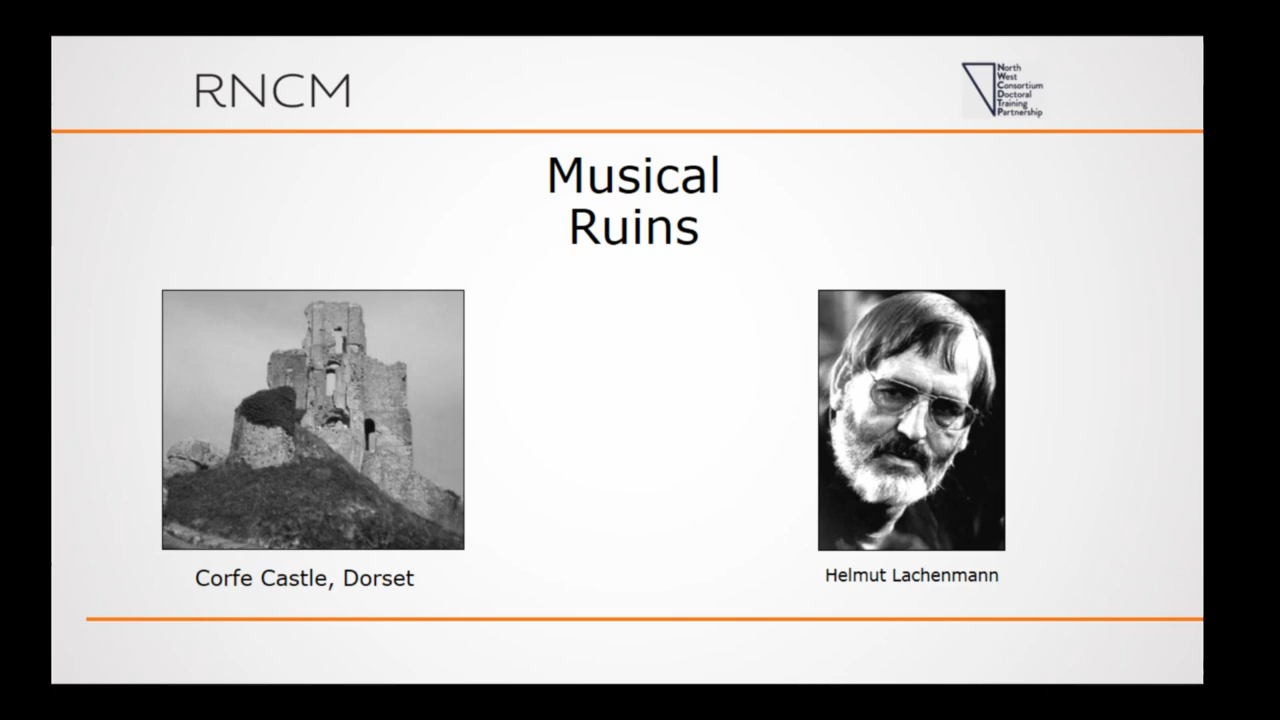 RNCM
North
West
Consortium
Doctoral
Training
Partnership
Musical
Ruins
Corfe Castle, Dorset
Helmut Lachenmann